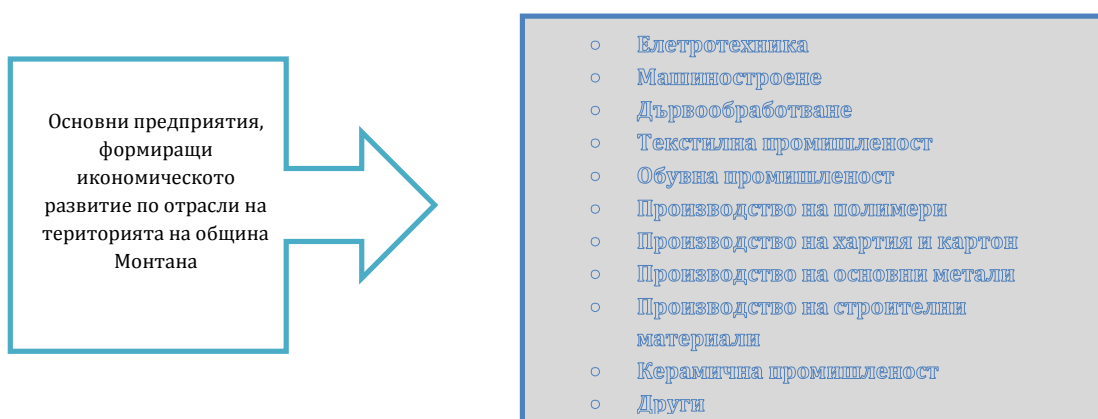 Основни предприятия,
формиращи
икономическото
развитие по отрасли на
територията на община
Монтана
○ Елетротехника
○ Машиностроене
○ Дървообработване
○ Текстилна промишленост
○ Обувна промишленост
○ Производство на полимери
○ Производство на хартия и картон
○ Производство на основни метали
○ Производство на строителни
материали
○ Керамична промишленост
○ Други